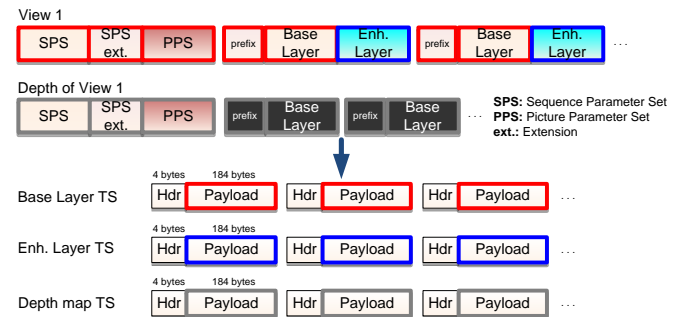 View 1
SPS SPS ext. PPS prefix Base Layer Enh. Layer prefix Base Layer Enh. Layer ...
Depth of View 1
SPS SPS ext. PPS prefix Base Layer prefix Base Layer ...
SPS: Sequence Parameter Set
PPS: Picture Parameter Set
ext.: Extension
4 bytes 184 bytes
Base Layer TS Hdr Payload Hdr Payload Hdr Payload ...
4 bytes 184 bytes
Enh. Layer TS Hdr Payload Hdr Payload Hdr Payload ...
4 bytes 184 bytes
Depth map TS Hdr Payload Hdr Payload Hdr Payload ...